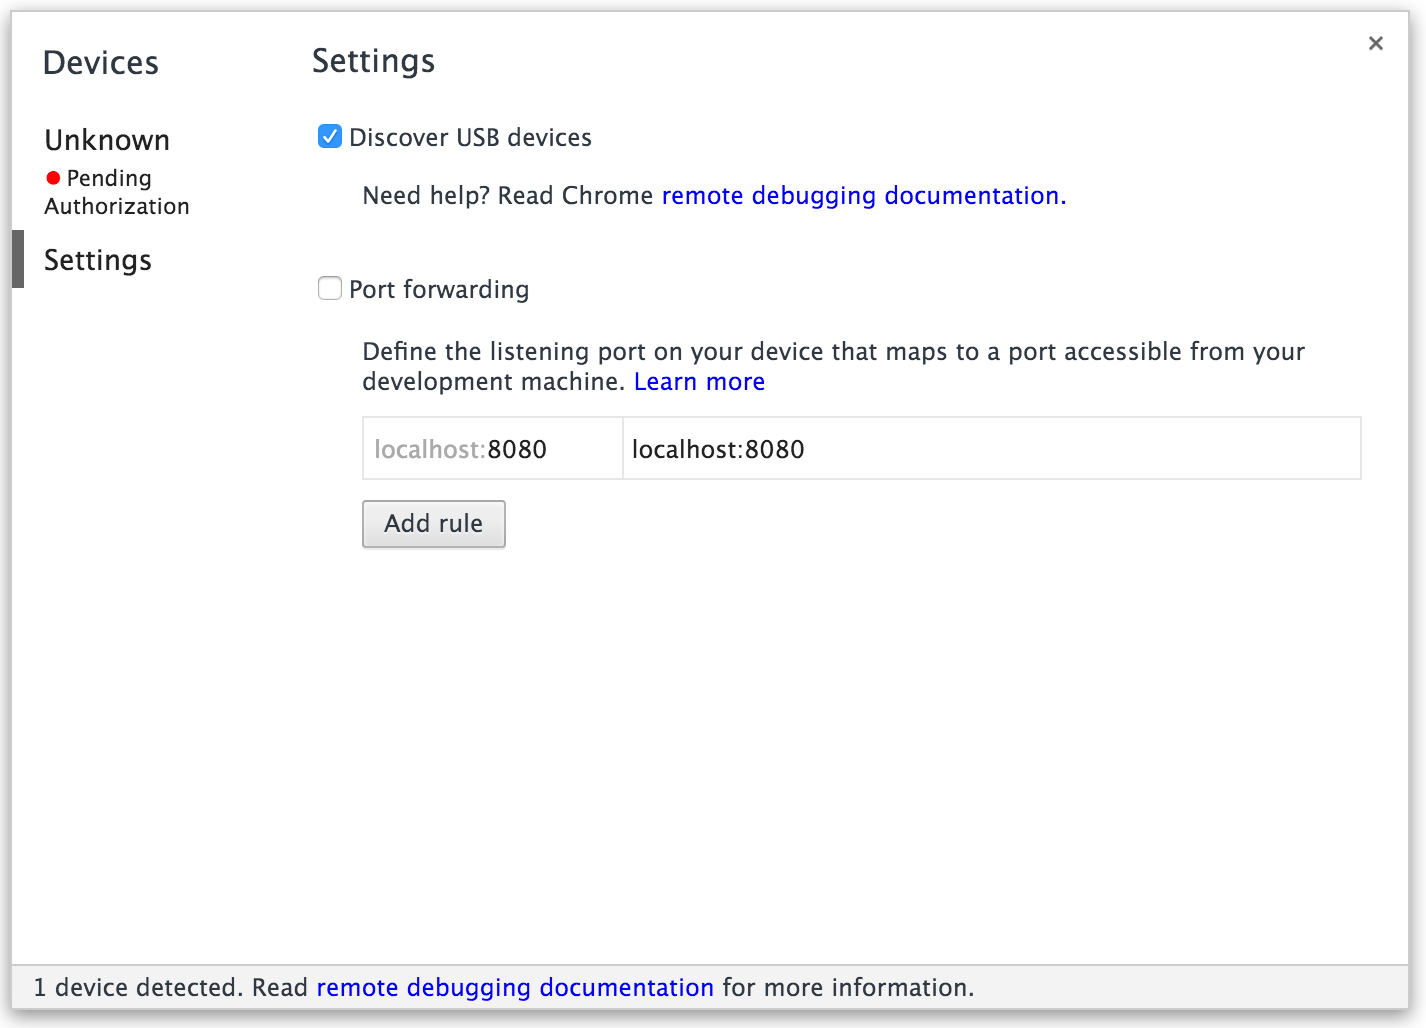 Devices
Unknown
Pending
Authorization
Settings
Settings
Discover USB devices
Need help? Read Chrome remote debugging documentation.
Port forwarding
Define the listening port on your device that maps to a port accessible from your
development machine. Learn more
localhost:8080 localhost:8080
Add rule
1 device detected. Read remote debugging documentation for more information.